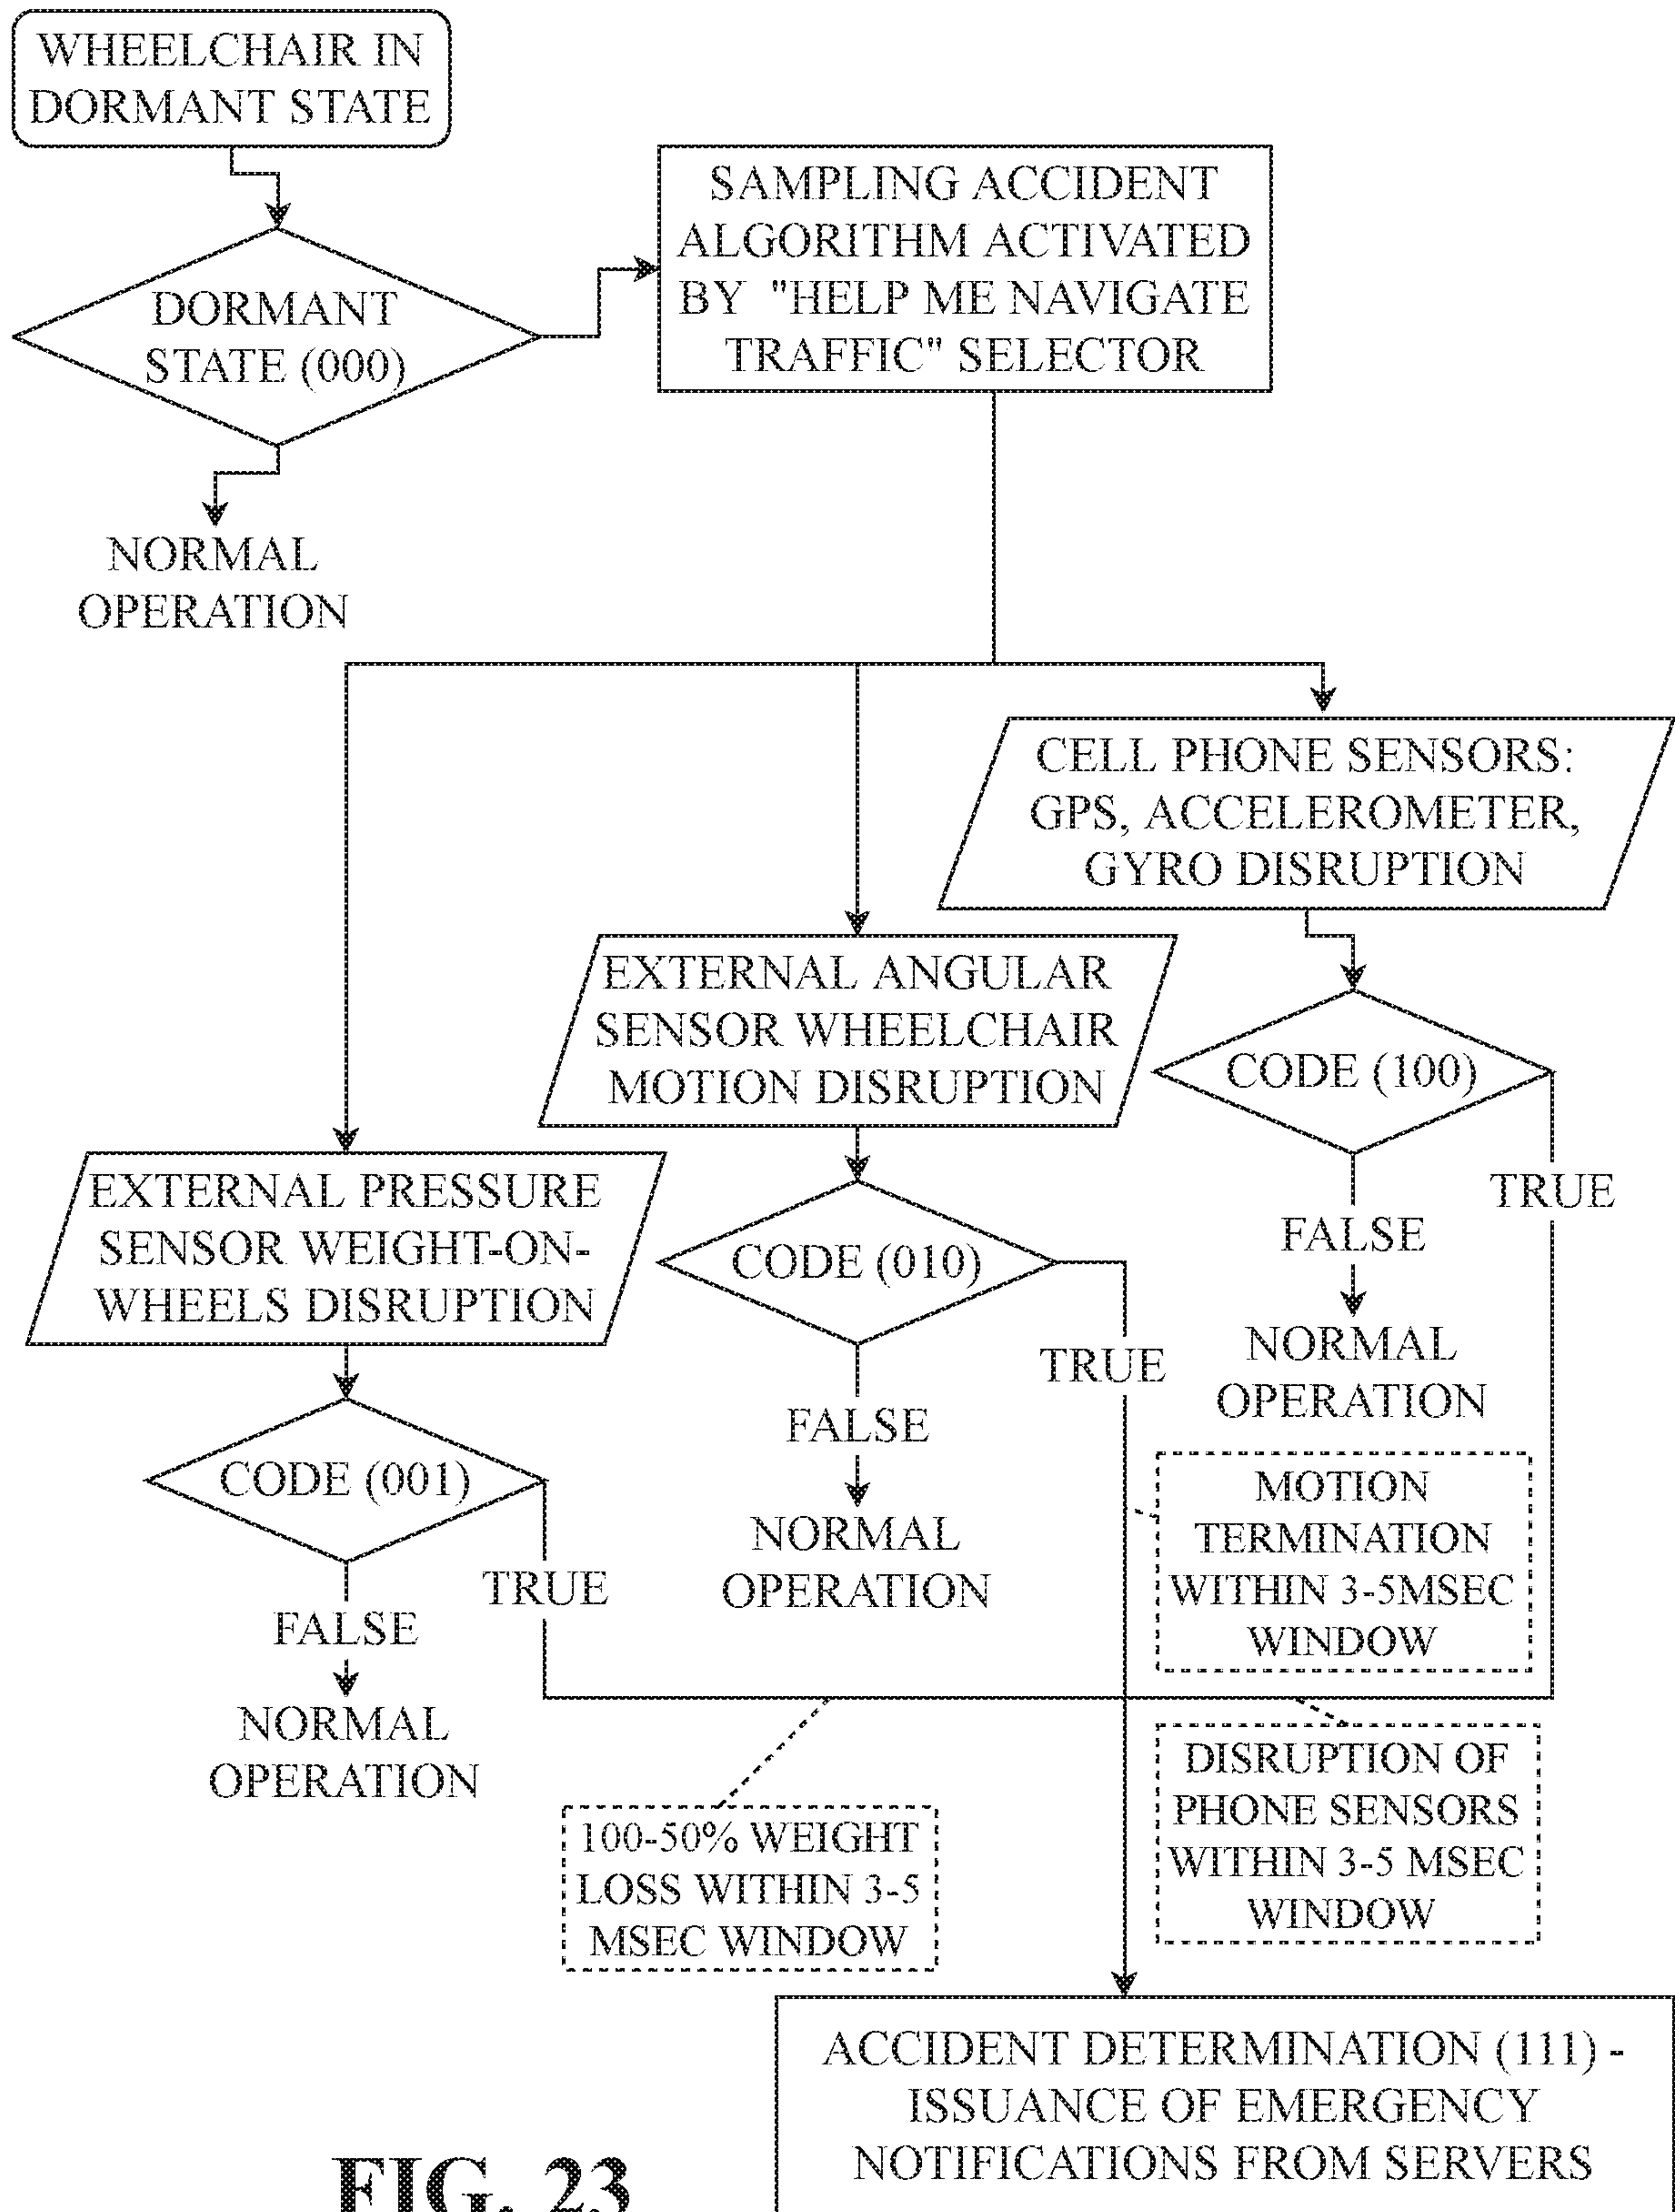 WHEELCHAIR IN
DORMANT STATE
SAMPLING ACCIDENT
ALGORITHM ACTIVATED
BY "HELP ME NAVIGATE
TRAFFIC" SELECTOR
DORMANT
STATE (000)
NORMAL
OPERATION
CELL PHONE SENSORS:
GPS, ACCELEROMETER,
GYRO DISRUPTION
EXTERNAL ANGULAR
SENSOR WHEELCHAIR
MOTION DISRUPTION
CODE (100)
TRUE
FALSE
NORMAL
OPERATION
EXTERNAL PRESSURE
SENSOR WEIGHT-ON-
WHEELS DISRUPTION
CODE (010)
TRUE
FALSE
NORMAL
OPERATION
CODE (001)
TRUE
FALSE
NORMAL
OPERATION
MOTION
TERMINATION
WITHIN 3-5MSEC
WINDOW
DISRUPTION OF
PHONE SENSORS
WITHIN 3-5 MSEC
WINDOW
100-50% WEIGHT
LOSS WITHIN 3-5
MSEC WINDOW
ACCIDENT DETERMINATION (111) -
ISSUANCE OF EMERGENCY
NOTIFICATIONS FROM SERVERS
FIG. 23